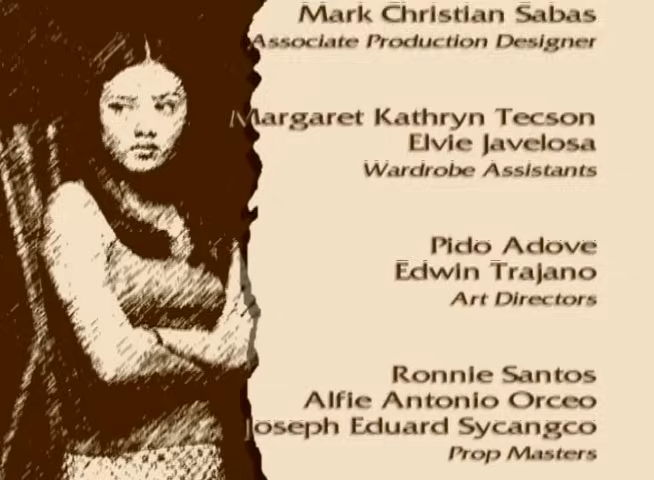 Mark Christian Sabas
Associate Production Designer
Margaret Kathryn Tecson
Elvie Javelosa
Wardrobe Assistants
Pido Adove
Edwin Trajano
Art Directors
Ronnie Santos
Alfie Antonio Orceo
Joseph Eduard Sycangco
Prop Masters